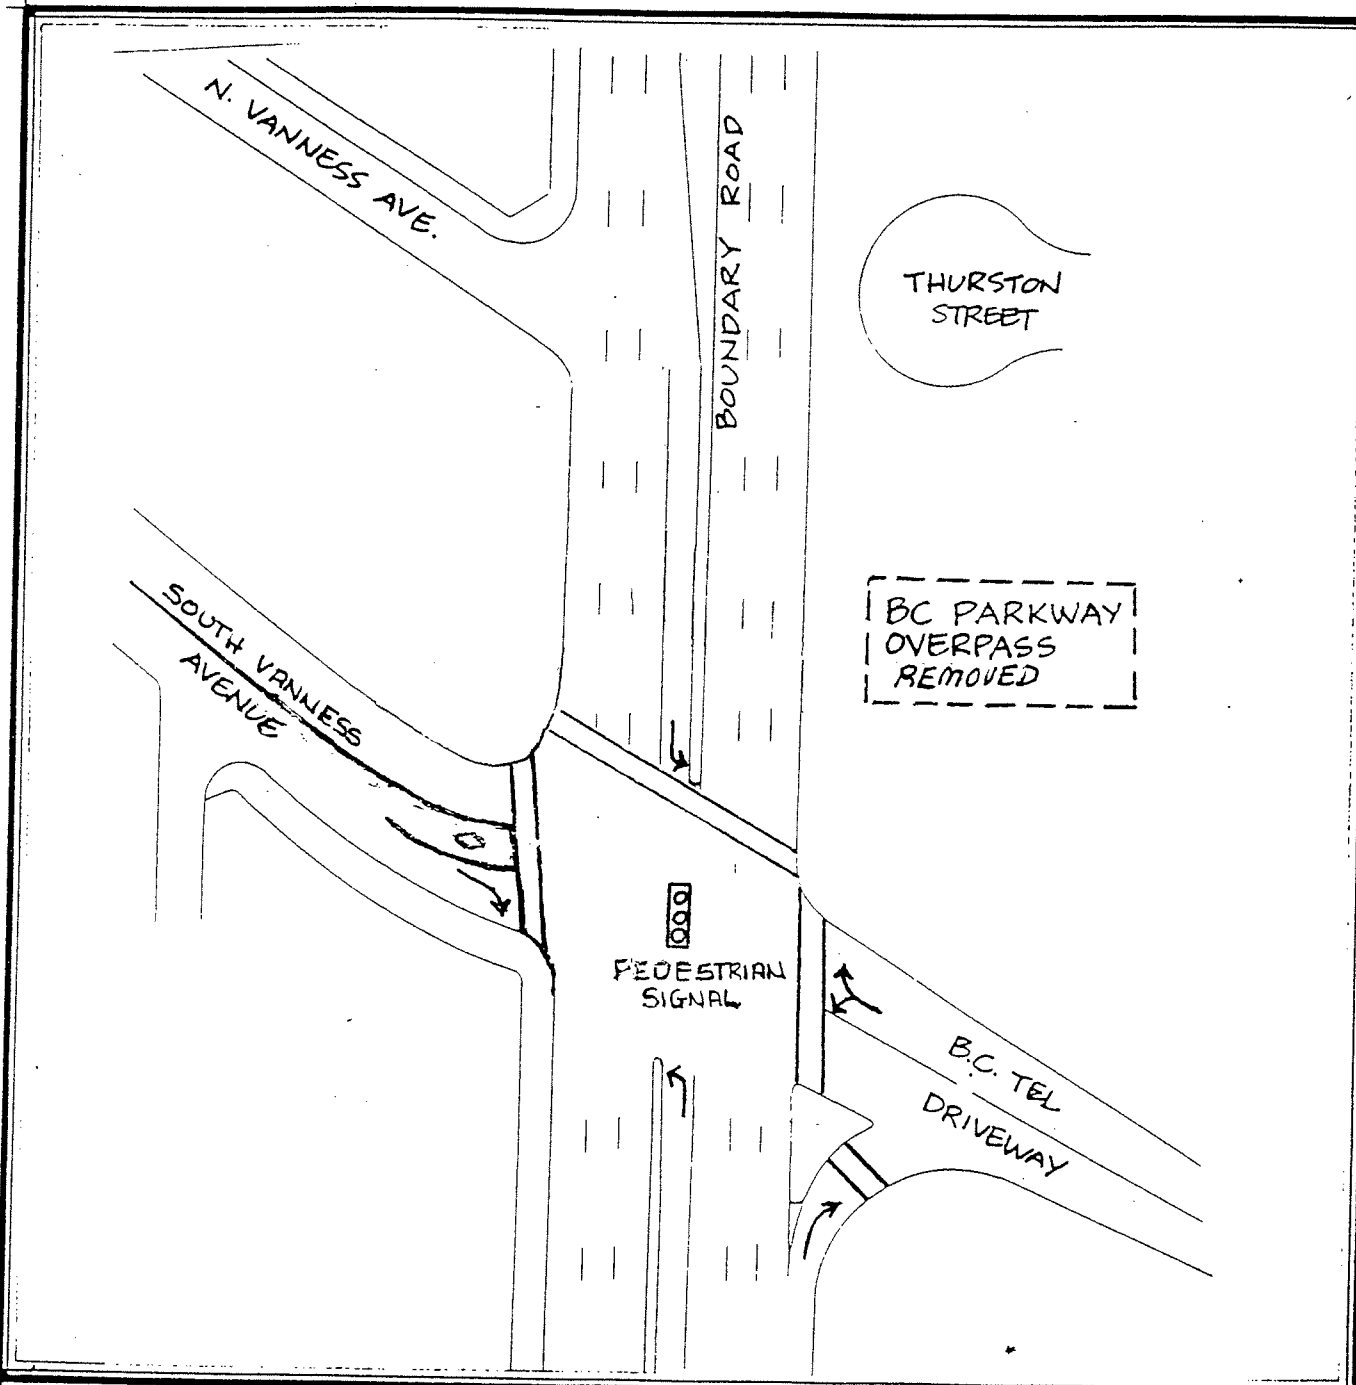 N. VANNESS AVE.
BOUNDARY ROAD
THURSTON
STREET
SOUTH VANNESS
AVENUE
BC PARKWAY
OVERPASS
REMOVED
PEDESTRIAN
SIGNAL
B.C. TEL
DRIVEWAY